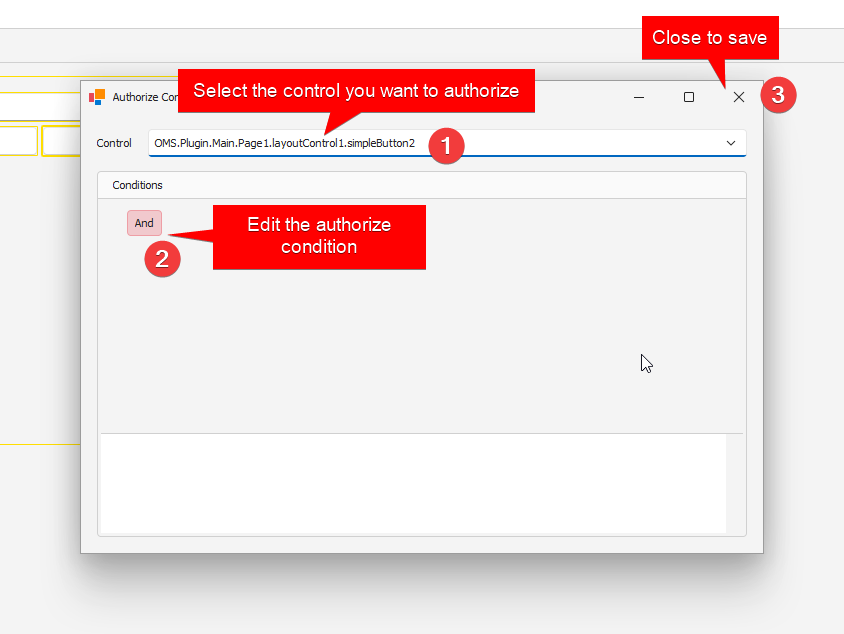 Close to save
Select the control you want to authorize
Authorize Co
3
Control
OMS.Plugin.Main.Page1.layoutControl1.simpleButton2
1
Conditions
And
Edit the authorize
condition
2